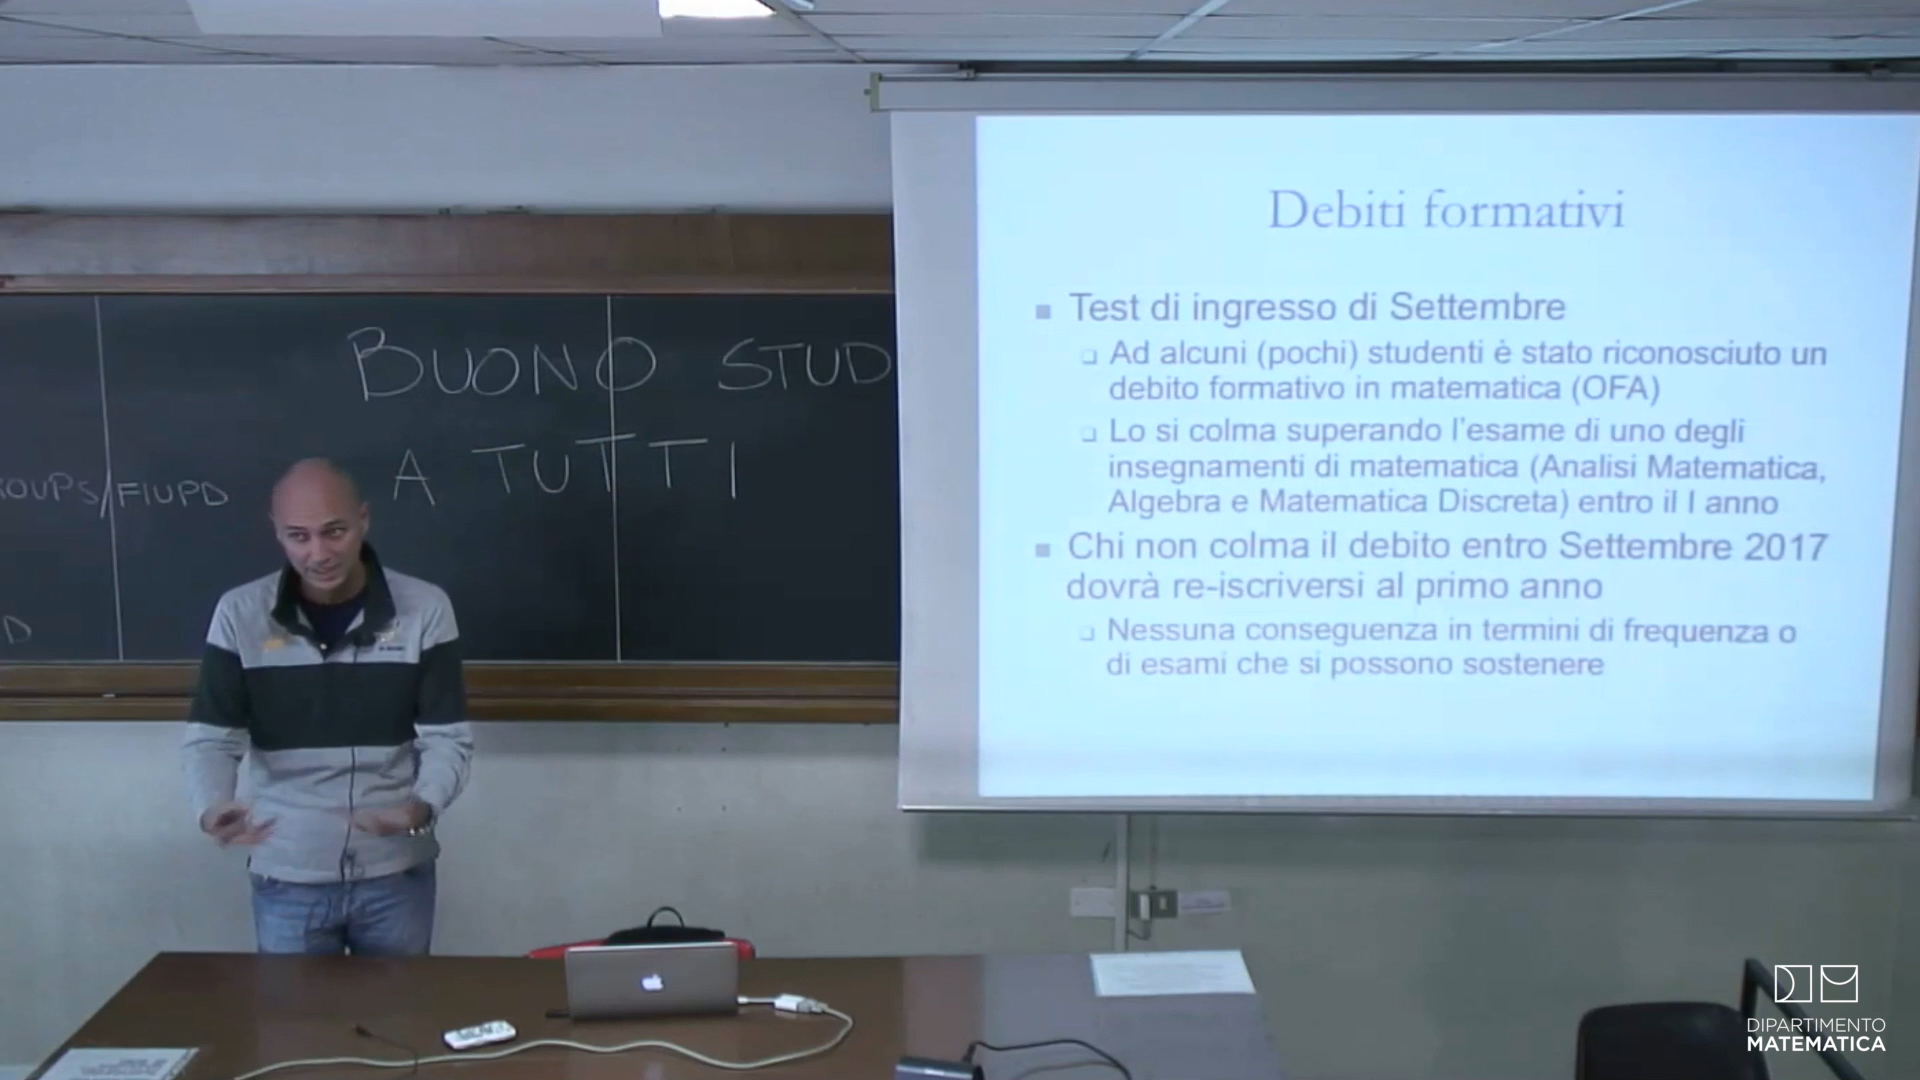 BUONO STUD
A TUTTI
ROUPS/FIUPD
D
Debiti formativi
Test di ingresso di Settembre
Ad alcuni (pochi) studenti è stato riconosciuto un
debito formativo in matematica (OFA)
Lo si colma superando l'esame di uno degli
insegnamenti di matematica (Analisi Matematica,
Algebra e Matematica Discreta) entro il I anno
Chi non colma il debito entro Settembre 2017
dovrà re-iscriversi al primo anno
Nessuna conseguenza in termini di frequenza o
di esami che si possono sostenere
DIPARTIMENTO
MATEMATICA